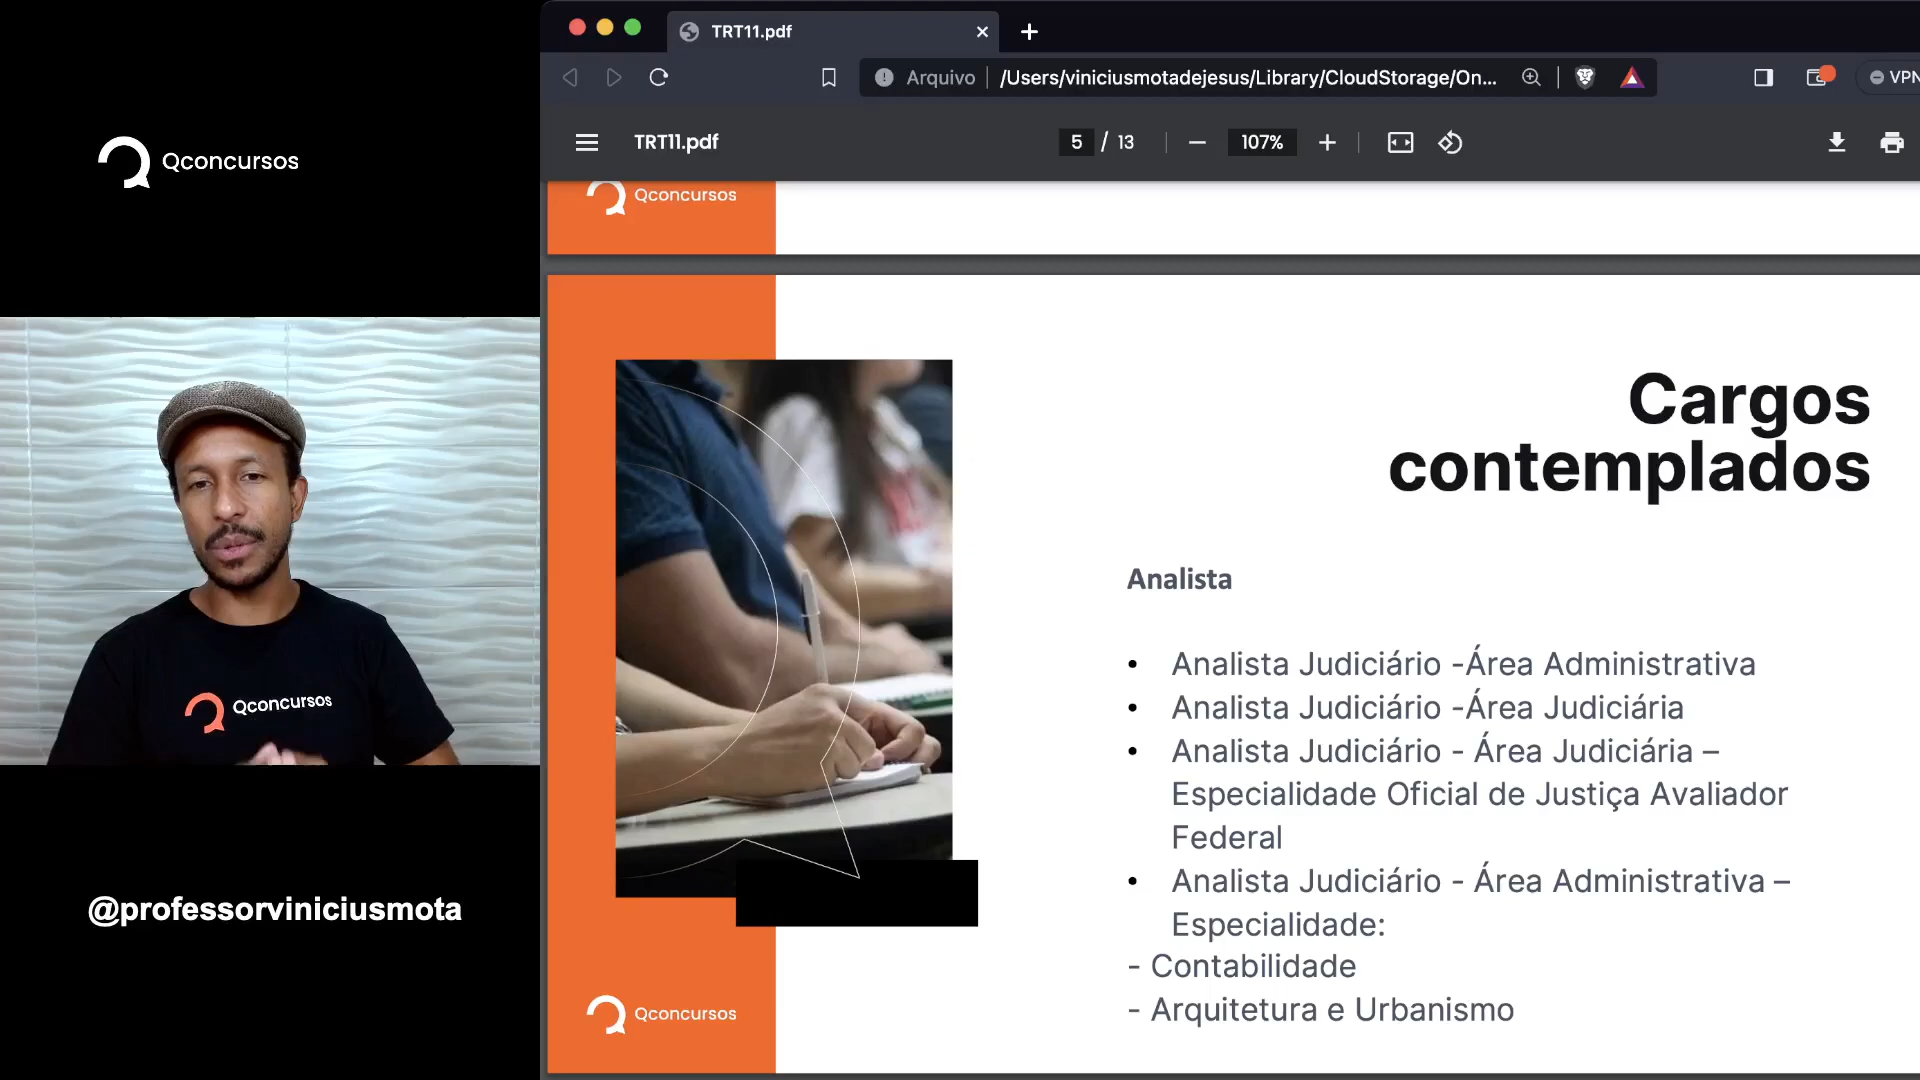 Qconcursos
Qconcursos
@professorviniciusmota
TRT11.pdf
Arquivo
/Users/viniciusmotadejesus/Library/CloudStorage/On...
VPN
TRT11.pdf
5 / 13
107%
Qconcursos
Cargos
contemplados
Analista
• Analista Judiciário -Área Administrativa
• Analista Judiciário -Área Judiciária
• Analista Judiciário - Área Judiciária –
Especialidade Oficial de Justiça Avaliador
Federal
• Analista Judiciário - Área Administrativa –
Especialidade:
- Contabilidade
- Arquitetura e Urbanismo
Qconcursos